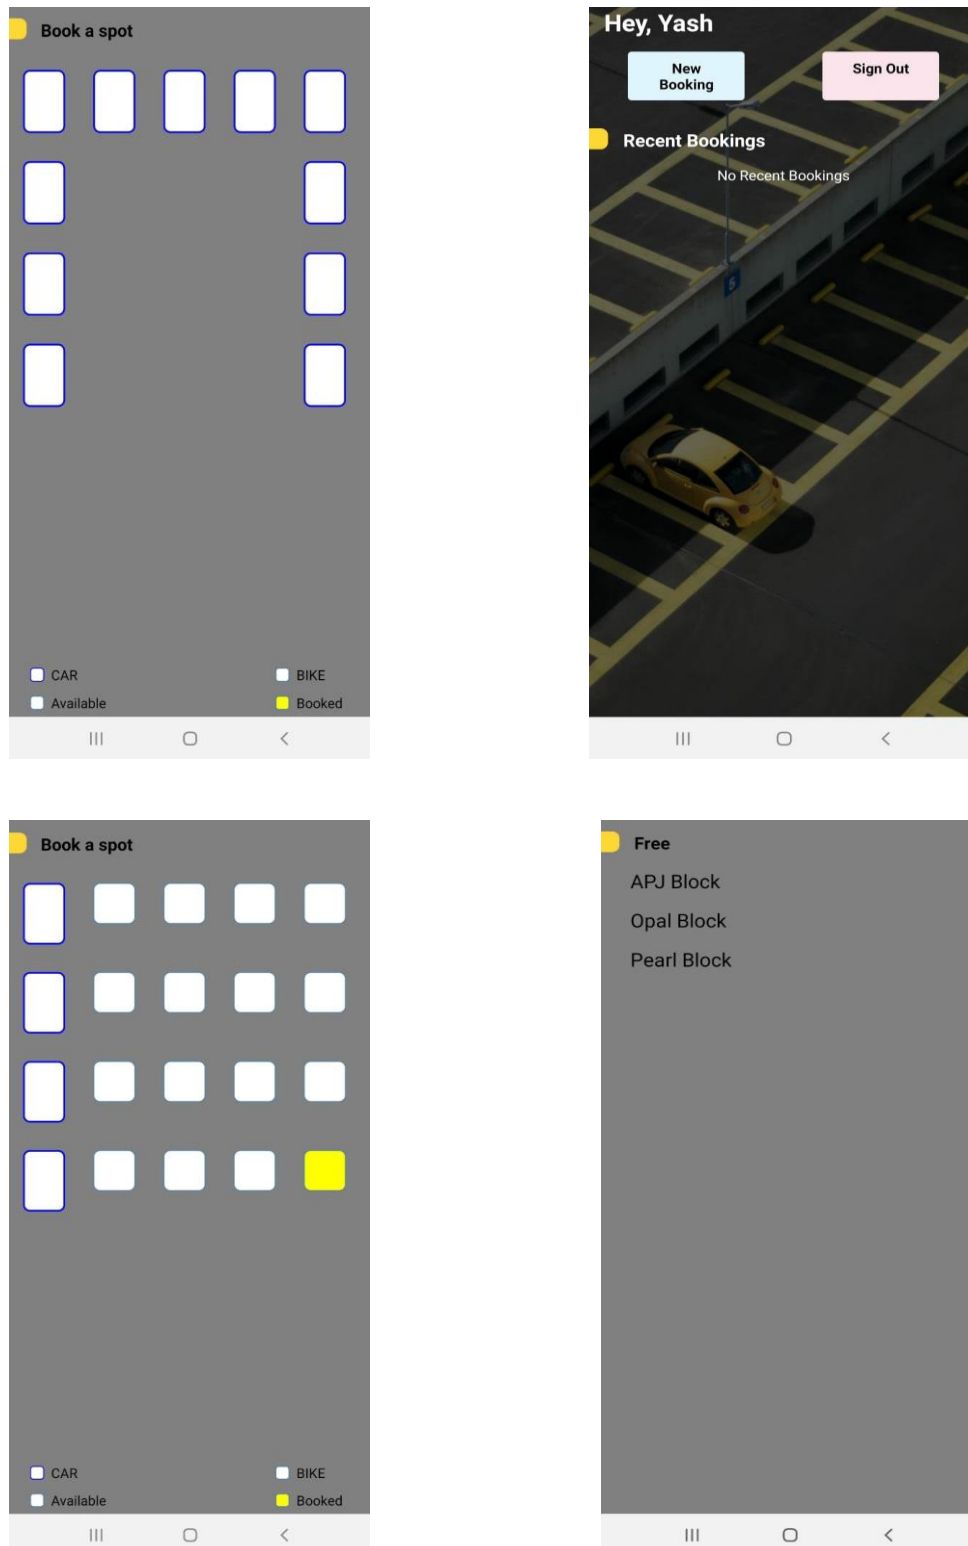 Book a spot
CAR
BIKE
Available
Booked
Hey, Yash
New
Booking
Sign Out
Recent Bookings
No Recent Bookings
5
Book a spot
CAR
BIKE
Available
Booked
Free
APJ Block
Opal Block
Pearl Block